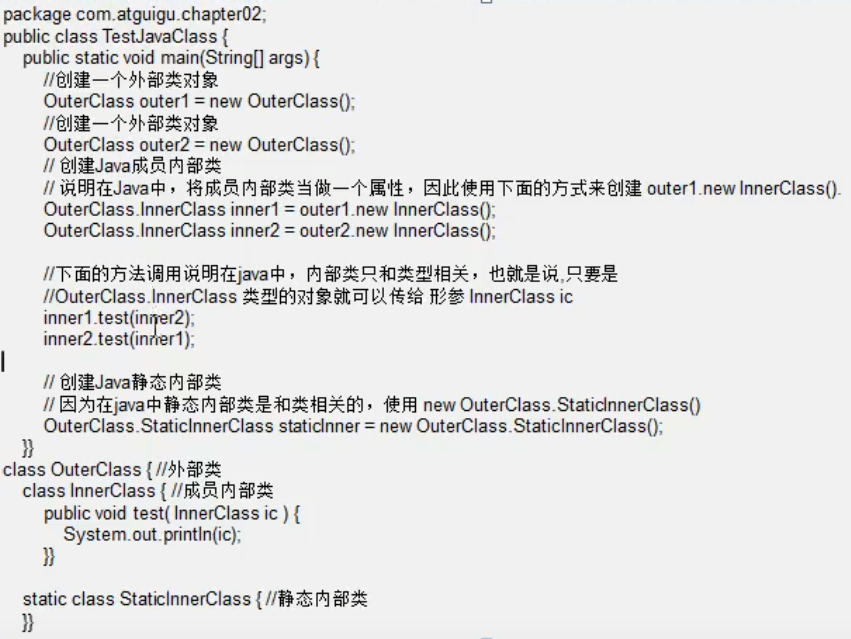 package com.atguigu.chapter02;
public class TestJavaClass {
public static void main(String[] args) {
//创建一个外部类对象
OuterClass outer1 = new OuterClass();
//创建一个外部类对象
OuterClass outer2 = new OuterClass();
// 创建Java成员内部类
// 说明在Java中，将成员内部类当做一个属性，因此使用下面的方式来创建 outer1.new InnerClass().
OuterClass.InnerClass inner1 = outer1.new InnerClass();
OuterClass.InnerClass inner2 = outer2.new InnerClass();
//下面的方法调用说明在java中，内部类只和类型相关，也就是说,只要是
//OuterClass.InnerClass 类型的对象就可以传给 形参 InnerClass ic
inner1.test(inner2);
inner2.test(inner1);
// 创建Java静态内部类
// 因为在java中静态内部类是和类相关的，使用 new OuterClass.StaticInnerClass()
OuterClass.StaticInnerClass staticInner = new OuterClass.StaticInnerClass();
}}
class OuterClass { //外部类
class InnerClass { //成员内部类
public void test( InnerClass ic ) {
System.out.println(ic);
}}
static class StaticInnerClass { //静态内部类
}}